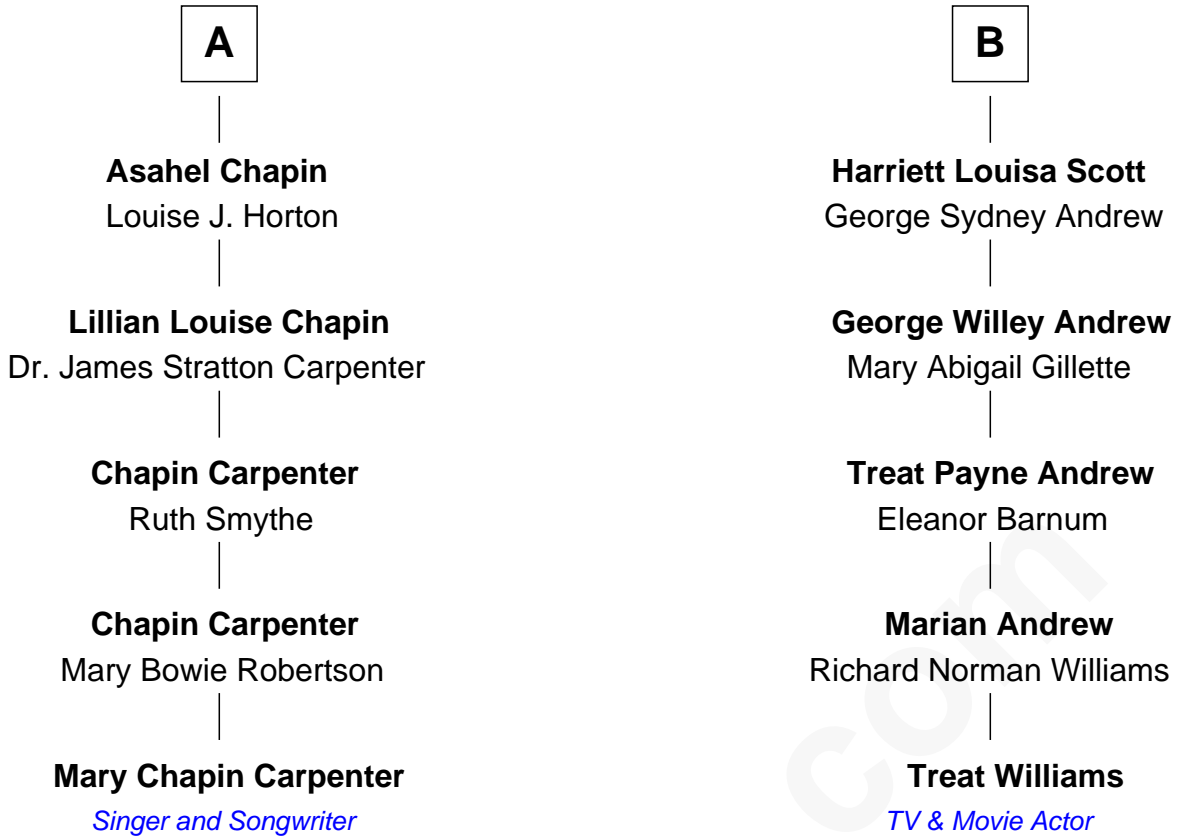 A
Asahel Chapin
Louise J. Horton
Lillian Louise Chapin
Dr. James Stratton Carpenter
Chapin Carpenter
Ruth Smythe
Chapin Carpenter
Mary Bowie Robertson
Mary Chapin Carpenter
Singer and Songwriter
B
Harriett Louisa Scott
George Sydney Andrew
George Willey Andrew
Mary Abigail Gillette
Treat Payne Andrew
Eleanor Barnum
Marian Andrew
Richard Norman Williams
Treat Williams
TV & Movie Actor
com